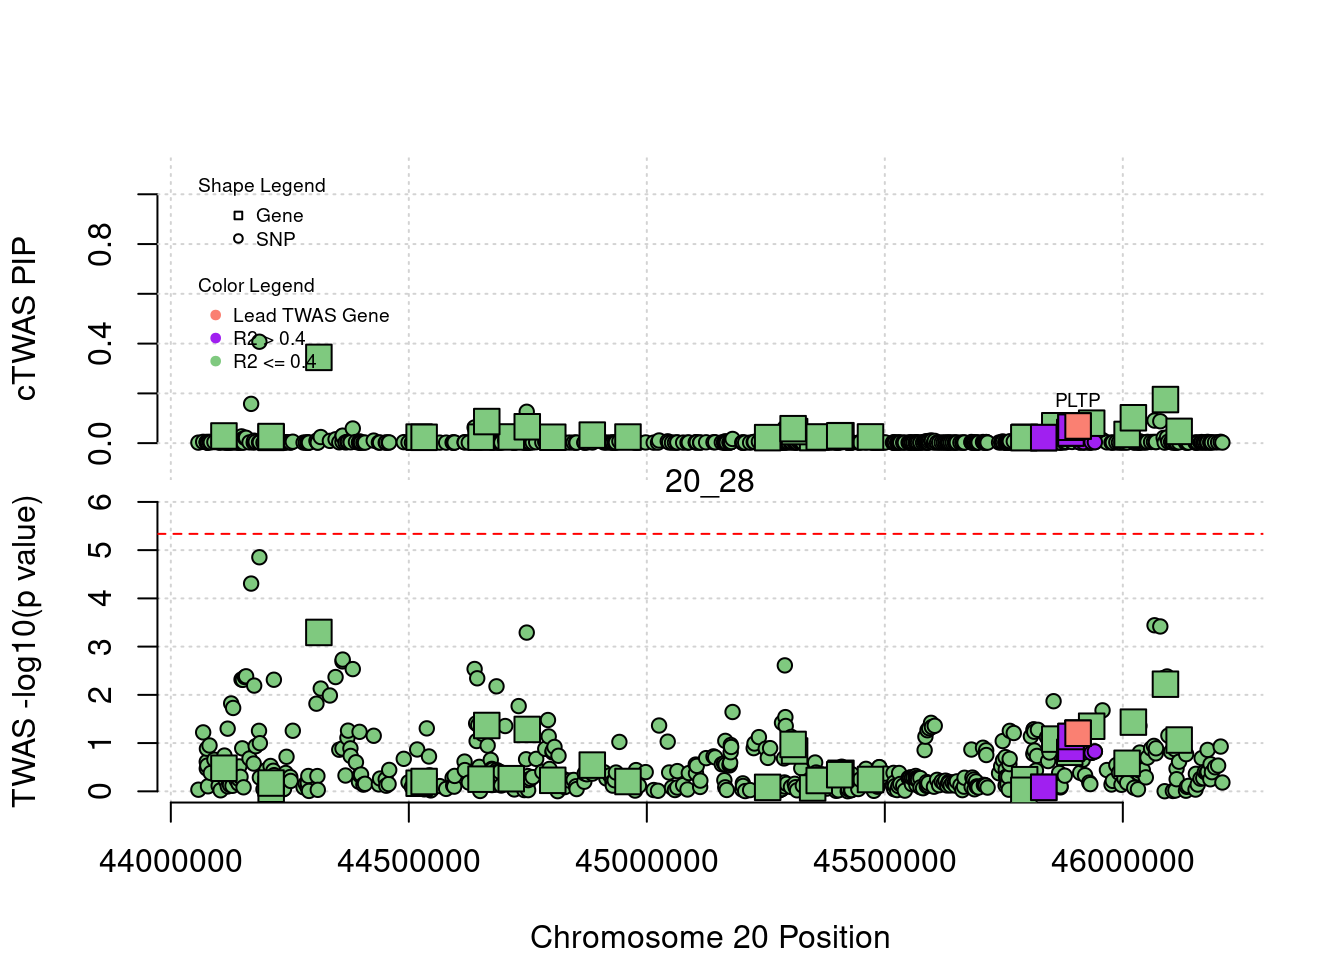 Shape Legend
Gene
SNP
Color Legend
Lead TWAS Gene
R2 > 0.4
R2 <= 0.4
cTWAS PIP
0.8
0.4
0.0
PLTP
20_28
TWAS -log10(p value)
6
5
4
3
2
1
0
44000000 44500000 45000000 45500000 46000000
Chromosome 20 Position